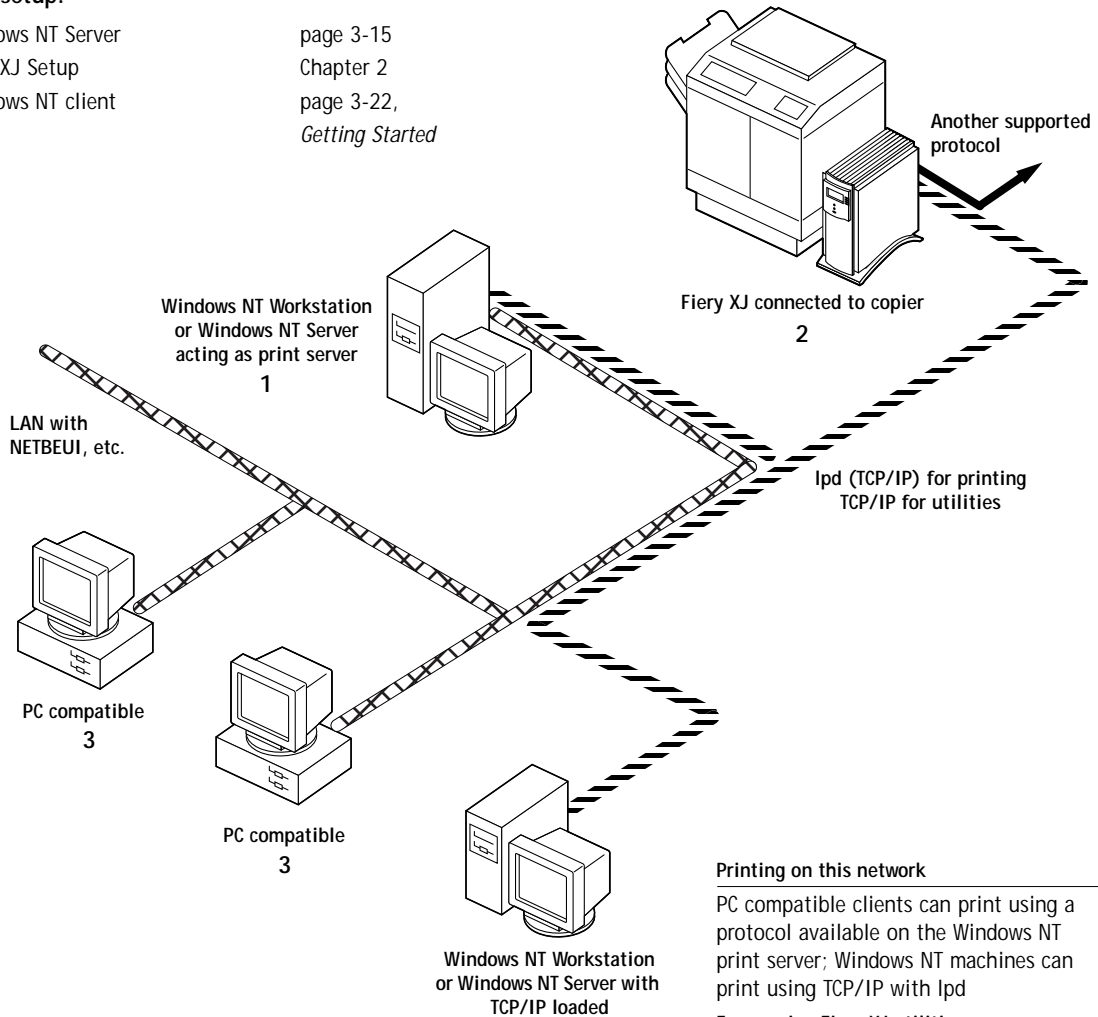 setup:
ows NT Server page 3-15
XJ Setup Chapter 2
ows NT client page 3-22,
Getting Started
Another supported
protocol
Fiery XJ connected to copier
2
Windows NT Workstation
or Windows NT Server
acting as print server
1
LAN with
NETBEUI, etc.
lpd (TCP/IP) for printing
TCP/IP for utilities
PC compatible
3
PC compatible
3
Windows NT Workstation
or Windows NT Server with
TCP/IP loaded
Printing on this network
PC compatible clients can print using a
protocol available on the Windows NT
print server; Windows NT machines can
print using TCP/IP with lpd